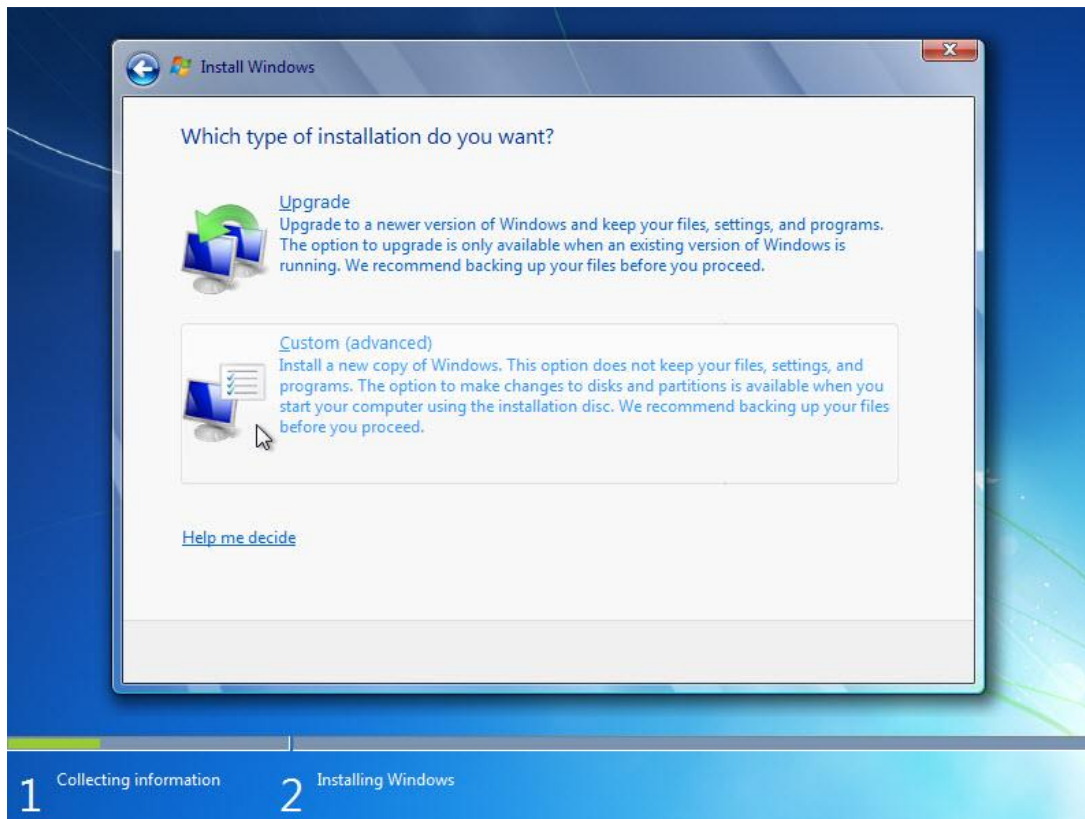 Install Windows
Which type of installation do you want?
Upgrade
Upgrade to a newer version of Windows and keep your files, settings, and programs.
The option to upgrade is only available when an existing version of Windows is
running. We recommend backing up your files before you proceed.
Custom (advanced)
Install a new copy of Windows. This option does not keep your files, settings, and
programs. The option to make changes to disks and partitions is available when you
start your computer using the installation disc. We recommend backing up your files
before you proceed.
Help me decide
1 Collecting information
2 Installing Windows